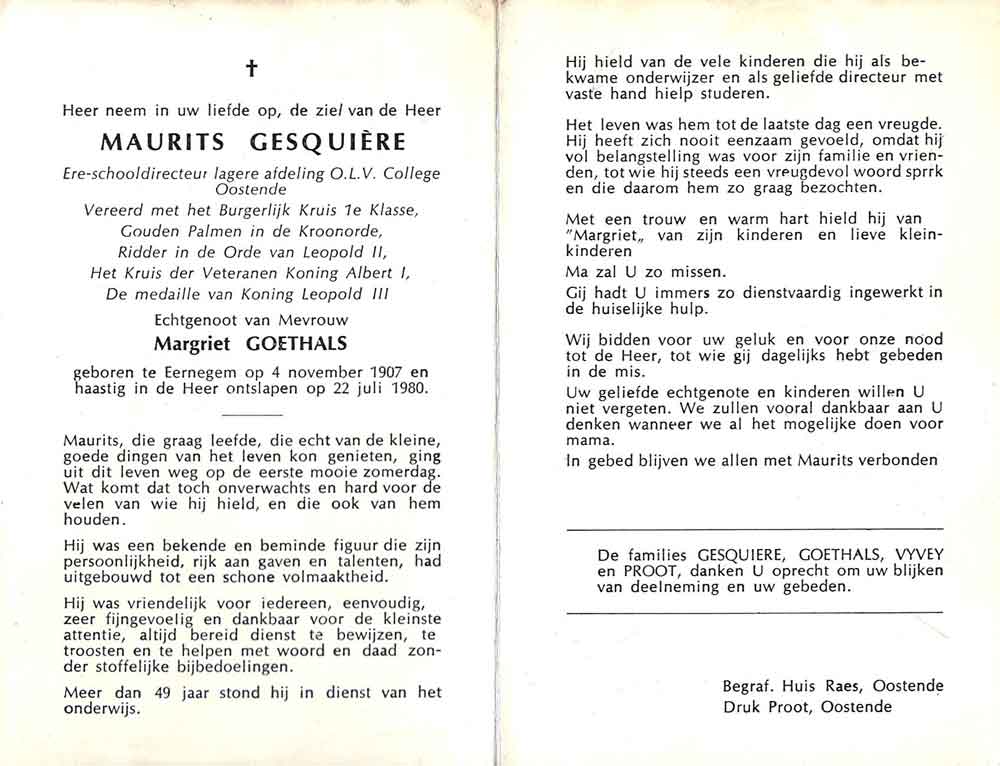 †
Heer neem in uw liefde op, de ziel van de Heer
MAURITS GESQUIÈRE
Ere-schooldirecteur lagere afdeling O.L.V. College
Oostende
Vereerd met het Burgerlijk Kruis 1e Klasse,
Gouden Palmen in de Kroonorde,
Ridder in de Orde van Leopold II,
Het Kruis der Veteranen Koning Albert I,
De medaille van Koning Leopold III
Echtgenoot van Mevrouw
Margriet GOETHALS
geboren te Eernegem op 4 november 1907 en
haastig in de Heer ontslapen op 22 juli 1980.
Maurits, die graag leefde, die echt van de kleine,
goede dingen van het leven kon genieten, ging
uit dit leven weg op de eerste mooie zomerdag.
Wat komt dat toch onverwachts en hard voor de
velen van wie hij hield, en die ook van hem
houden.
Hij was een bekende en beminde figuur die zijn
persoonlijkheid, rijk aan gaven en talenten, had
uitgebouwd tot een schone volmaaktheid.
Hij was vriendelijk voor iedereen, eenvoudig,
zeer fijngevoelig en dankbaar voor de kleinste
attentie, altijd bereid dienst te bewijzen, te
troosten en te helpen met woord en daad zon-
der stoffelijke bijbedoelingen.
Meer dan 49 jaar stond hij in dienst van het
onderwijs.
Hij hield van de vele kinderen die hij als be-
kwame onderwijzer en als geliefde directeur met
vaste hand hielp studeren.
Het leven was hem tot de laatste dag een vreugde.
Hij heeft zich nooit eenzaam gevoeld, omdat hij
vol belangstelling was voor zijn familie en vrien-
den, tot wie hij steeds een vreugdevol woord sprrk
en die daarom hem zo graag bezochten.
Met een trouw en warm hart hield hij van
"Margriet„ van zijn kinderen en lieve klein-
kinderen
Ma zal U zo missen.
Gij hadt U immers zo dienstvaardig ingewerkt in
de huiselijke hulp.
Wij bidden voor uw geluk en voor onze nood
tot de Heer, tot wie gij dagelijks hebt gebeden
in de mis.
Uw geliefde echtgenote en kinderen willen U
niet vergeten. We zullen vooral dankbaar aan U
denken wanneer we al het mogelijke doen voor
mama.
In gebed blijven we allen met Maurits verbonden
De families GESQUIERE, GOETHALS, VYVEY
en PROOT, danken U oprecht om uw blijken
van deelneming en uw gebeden.
Begraf. Huis Raes, Oostende
Druk Proot, Oostende